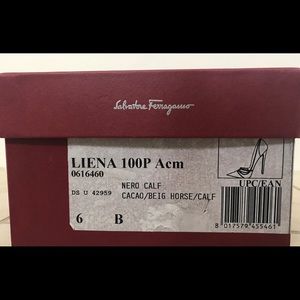 Salvatore Ferragamo
LIENA 100P Acm
0616460
NERO CALF
DS U 42959
CACAO/BEIG HORSE/CALF
UPC/EAN
6 B
8 017579 455461